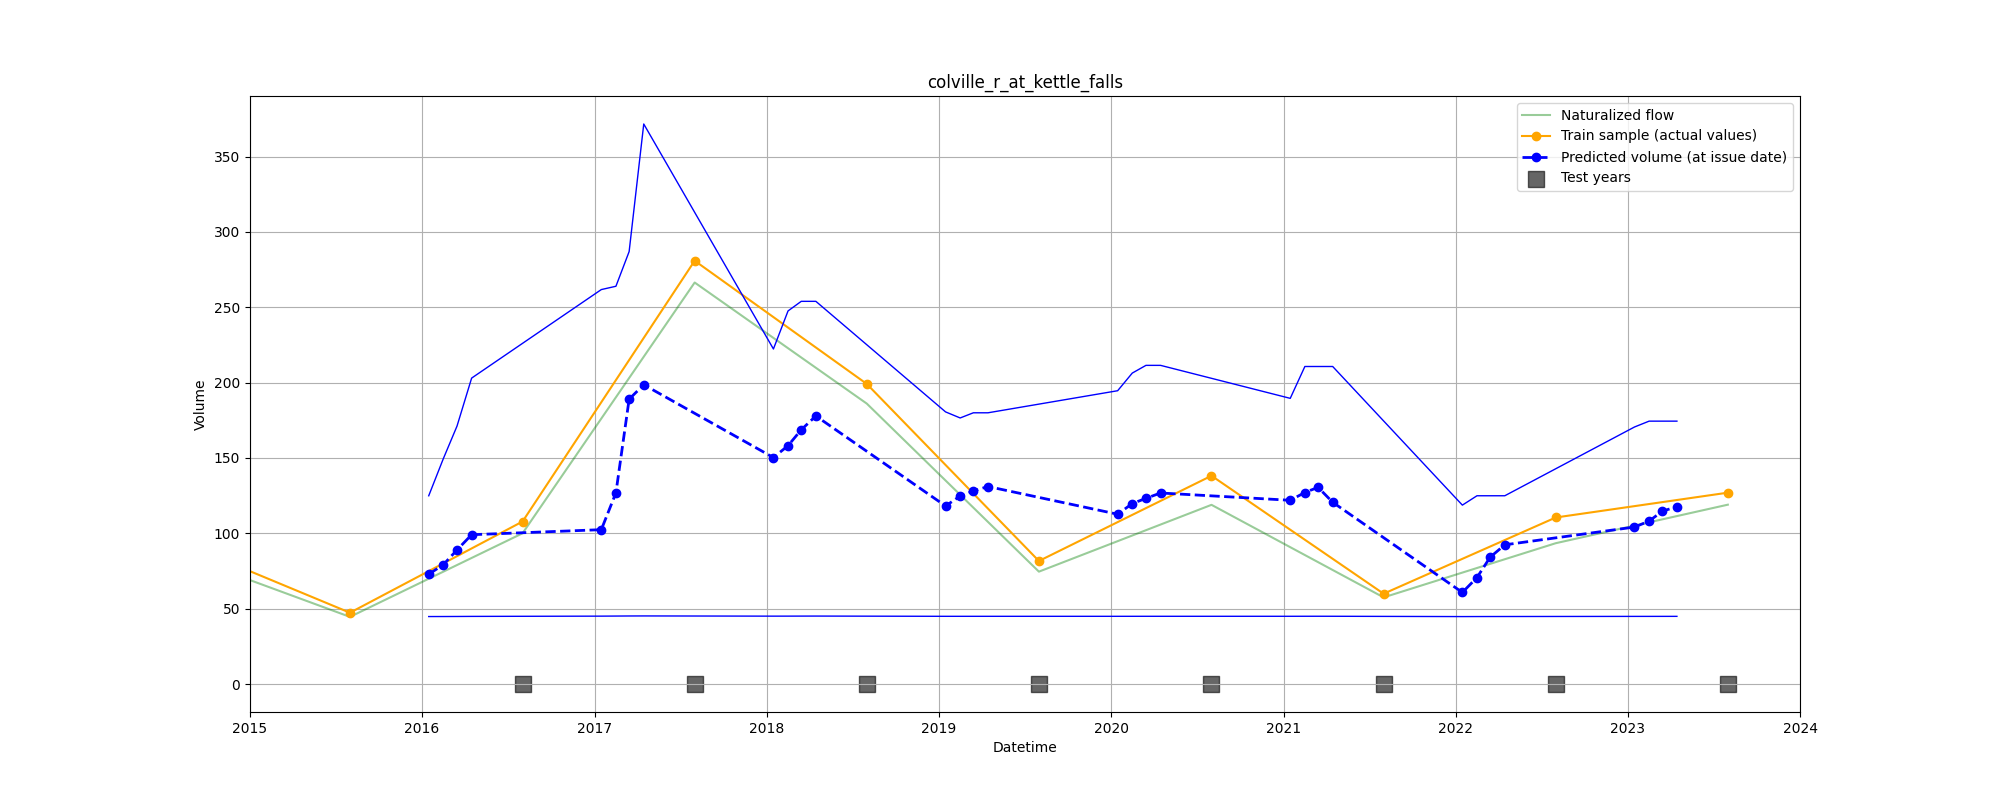 colville_r_at_kettle_falls
Naturalized flow
Train sample (actual values)
Predicted volume (at issue date)
Test years
350
300
250
200
150
100
50
0
Volume
2015 2016 2017 2018 2019 2020 2021 2022 2023 2024
Datetime